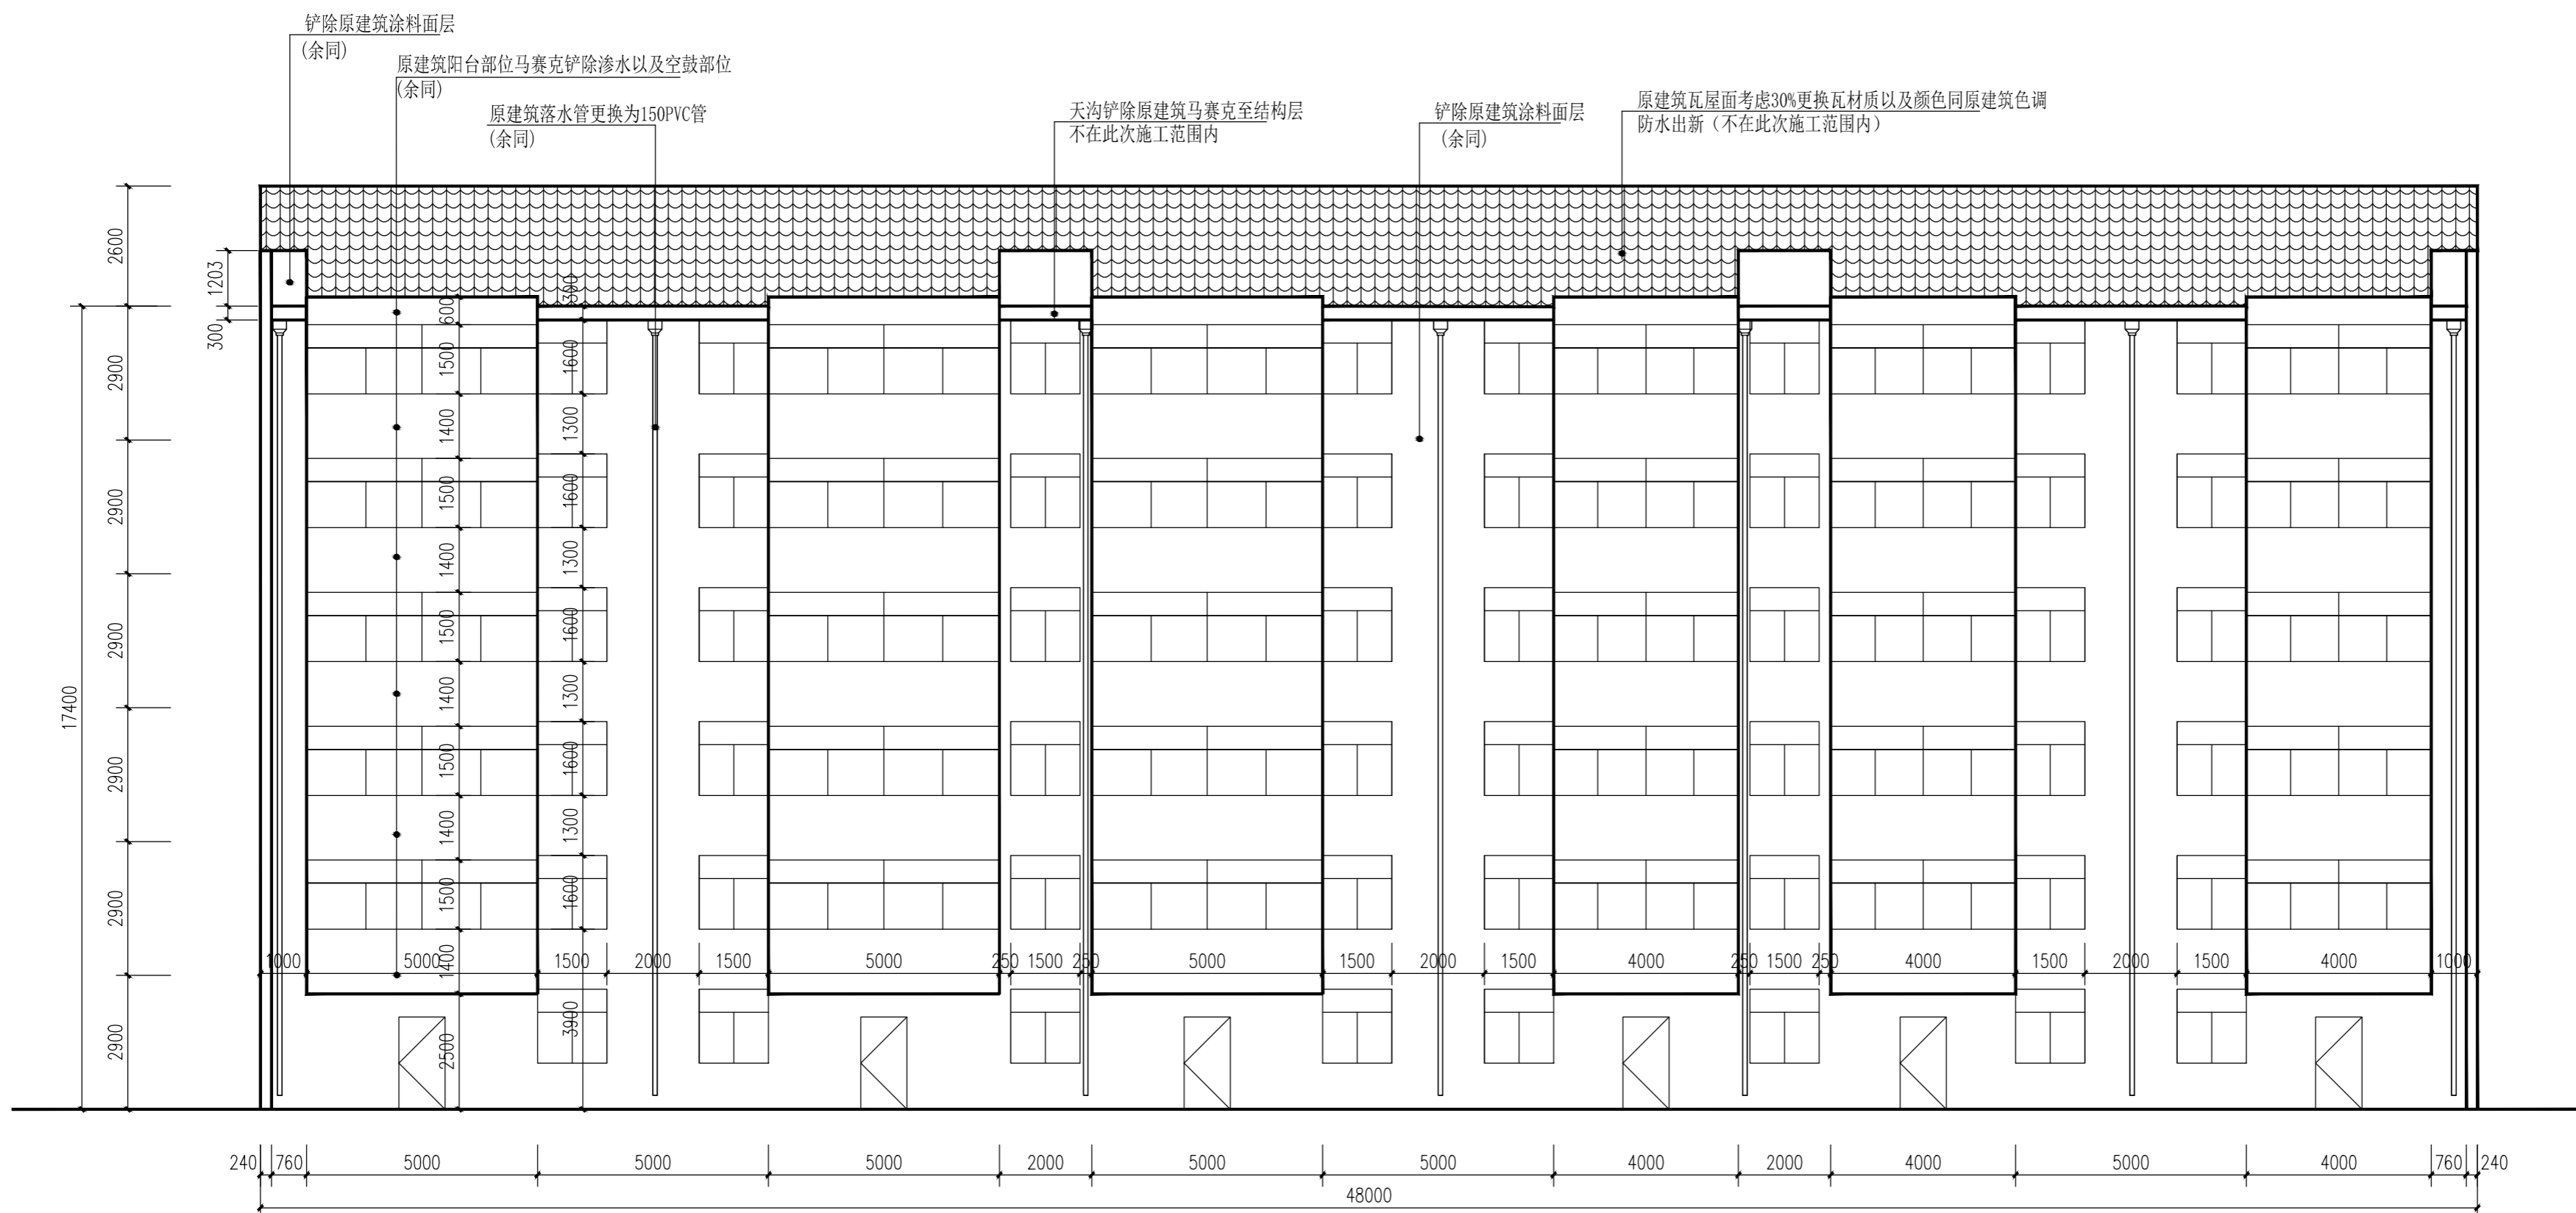 铲除原建筑涂料面层
(余同)
原建筑阳台部位马赛克铲除渗水以及空鼓部位
(余同)
原建筑落水管更换为150PVC管
(余同)
天沟铲除原建筑马赛克至结构层
不在此次施工范围内
铲除原建筑涂料面层
(余同)
原建筑瓦屋面考虑30%更换瓦材质以及颜色同原建筑色调
防水出新（不在此次施工范围内）
2600
1203
300
2900
2900
2900
2900
2900
2900
17400
600
1500
1400
1500
1400
1500
1400
1500
1400
1500
1400
2500
300
1600
1300
1600
1300
1600
1300
1600
1300
1600
3900
1000 5000 1500 2000 1500 5000 250 1500 250 5000 1500 2000 1500 4000 250 1500 250 4000 1500 2000 1500 4000 1000
240 760 5000 5000 5000 2000 5000 5000 4000 2000 4000 5000 4000 760 240
48000